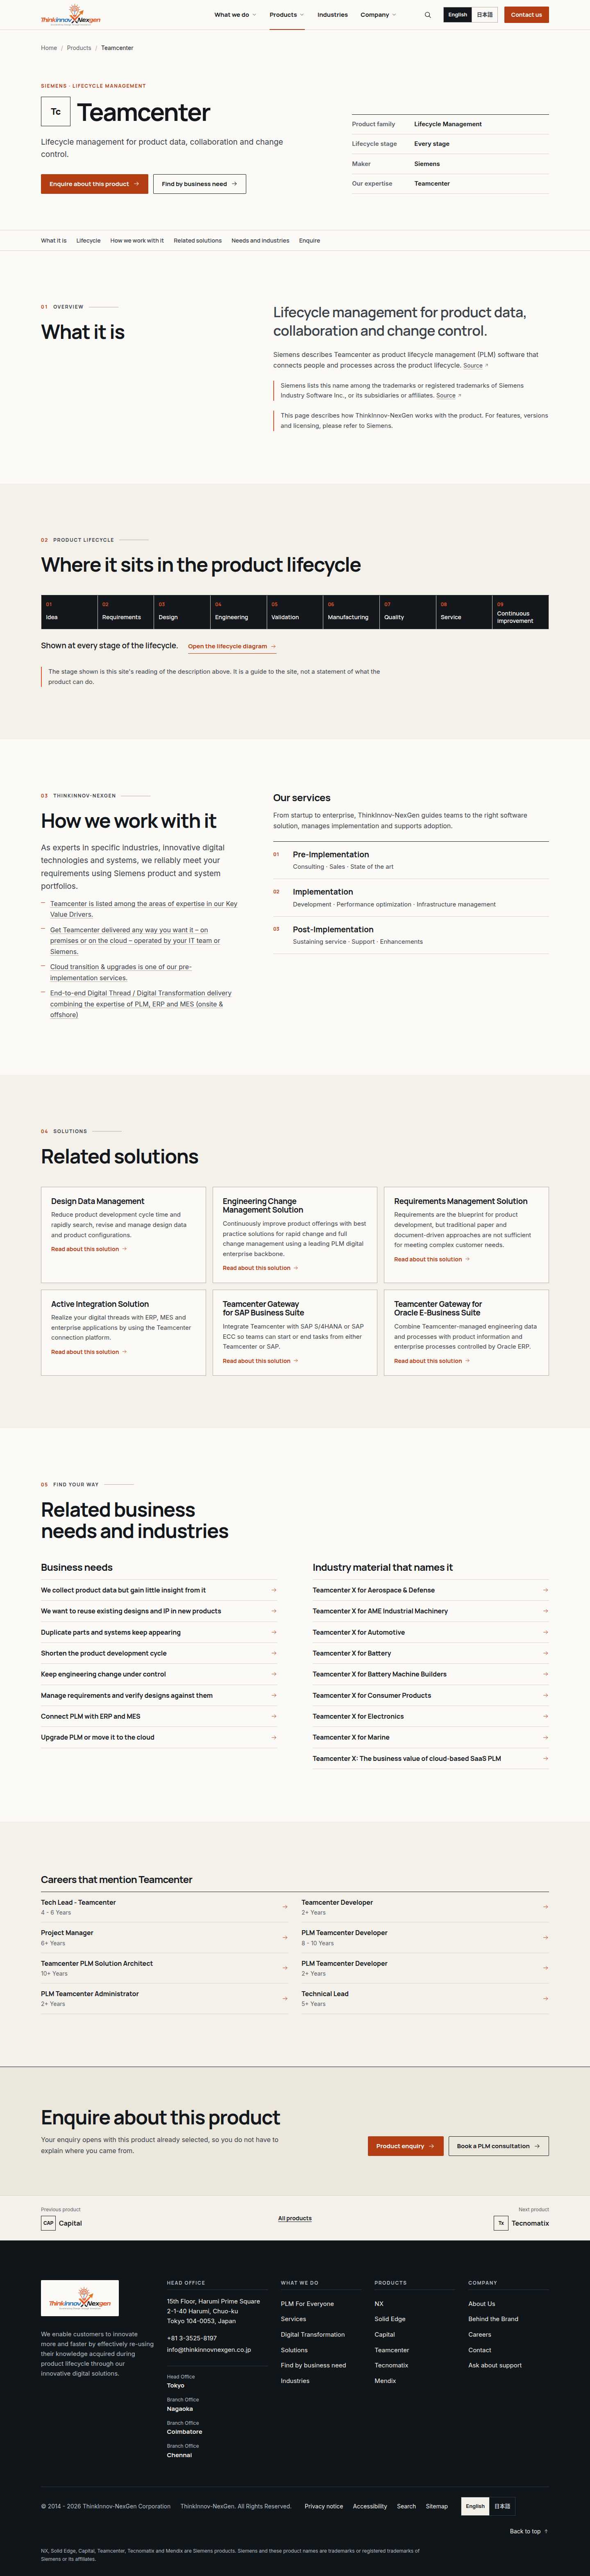 ThinkInnov Nexgen
What we do
Products
Industries
Company
English
日本語
Contact us
Home / Products / Teamcenter
SIEMENS · LIFECYCLE MANAGEMENT
Tc
Teamcenter
Lifecycle management for product data, collaboration and change
control.
Enquire about this product →
Find by business need →
Product family Lifecycle Management
Lifecycle stage Every stage
Maker Siemens
Our expertise Teamcenter
What it is
Lifecycle
How we work with it
Related solutions
Needs and industries
Enquire
01 OVERVIEW
What it is
Lifecycle management for product data,
collaboration and change control.
Siemens describes Teamcenter as product lifecycle management (PLM) software that
connects people and processes across the product lifecycle. Source ↗
Siemens lists this name among the trademarks or registered trademarks of Siemens
Industry Software Inc., or its subsidiaries or affiliates. Source ↗
This page describes how ThinkInnov-NexGen works with the product. For features, versions
and licensing, please refer to Siemens.
02 PRODUCT LIFECYCLE
Where it sits in the product lifecycle
01
Idea
02
Requirements
03
Design
04
Engineering
05
Validation
06
Manufacturing
07
Quality
08
Service
09
Continuous
improvement
Shown at every stage of the lifecycle.
Open the lifecycle diagram →
The stage shown is this site's reading of the description above. It is a guide to the site, not a statement of what the
product can do.
03 THINKINNOV-NEXGEN
How we work with it
As experts in specific industries, innovative digital
technologies and systems, we reliably meet your
requirements using Siemens product and system
portfolios.
— Teamcenter is listed among the areas of expertise in our Key
Value Drivers.
— Get Teamcenter delivered any way you want it – on
premises or on the cloud – operated by your IT team or
Siemens.
— Cloud transition & upgrades is one of our pre-
implementation services.
— End-to-end Digital Thread / Digital Transformation delivery
combining the expertise of PLM, ERP and MES (onsite &
offshore)
Our services
From startup to enterprise, ThinkInnov-NexGen guides teams to the right software
solution, manages implementation and supports adoption.
01 Pre-Implementation
Consulting · Sales · State of the art
02 Implementation
Development · Performance optimization · Infrastructure management
03 Post-Implementation
Sustaining service · Support · Enhancements
04 SOLUTIONS
Related solutions
Design Data Management
Reduce product development cycle time and
rapidly search, revise and manage design data
and product configurations.
Read about this solution →
Engineering Change
Management Solution
Continuously improve product offerings with best
practice solutions for rapid change and full
change management using a leading PLM digital
enterprise backbone.
Read about this solution →
Requirements Management Solution
Requirements are the blueprint for product
development, but traditional paper and
document-driven approaches are not sufficient
for meeting complex customer needs.
Read about this solution →
Active Integration Solution
Realize your digital threads with ERP, MES and
enterprise applications by using the Teamcenter
connection platform.
Read about this solution →
Teamcenter Gateway
for SAP Business Suite
Integrate Teamcenter with SAP S/4HANA or SAP
ECC so teams can start or end tasks from either
Teamcenter or SAP.
Read about this solution →
Teamcenter Gateway for
Oracle E-Business Suite
Combine Teamcenter-managed engineering data
and processes with product information and
enterprise processes controlled by Oracle ERP.
Read about this solution →
05 FIND YOUR WAY
Related business
needs and industries
Business needs
We collect product data but gain little insight from it →
We want to reuse existing designs and IP in new products →
Duplicate parts and systems keep appearing →
Shorten the product development cycle →
Keep engineering change under control →
Manage requirements and verify designs against them →
Connect PLM with ERP and MES →
Upgrade PLM or move it to the cloud →
Industry material that names it
Teamcenter X for Aerospace & Defense →
Teamcenter X for AME Industrial Machinery →
Teamcenter X for Automotive →
Teamcenter X for Battery →
Teamcenter X for Battery Machine Builders →
Teamcenter X for Consumer Products →
Teamcenter X for Electronics →
Teamcenter X for Marine →
Teamcenter X: The business value of cloud-based SaaS PLM →
Careers that mention Teamcenter
Tech Lead - Teamcenter
4 - 6 Years →
Teamcenter Developer
2+ Years →
Project Manager
6+ Years →
PLM Teamcenter Developer
8 - 10 Years →
Teamcenter PLM Solution Architect
10+ Years →
PLM Teamcenter Developer
2+ Years →
PLM Teamcenter Administrator
2+ Years →
Technical Lead
5+ Years →
Enquire about this product
Your enquiry opens with this product already selected, so you do not have to
explain where you came from.
Product enquiry →
Book a PLM consultation →
Previous product
CAP Capital
All products
Next product
Tx Tecnomatix
ThinkInnov Nexgen
We enable customers to innovate
more and faster by effectively re-using
their knowledge acquired during
product lifecycle through our
innovative digital solutions.
HEAD OFFICE
15th Floor, Harumi Prime Square
2-1-40 Harumi, Chuo-ku
Tokyo 104-0053, Japan
+81 3-3525-8197
info@thinkinnovnexgen.co.jp
Head Office
Tokyo
Branch Office
Nagaoka
Branch Office
Coimbatore
Branch Office
Chennai
WHAT WE DO
PLM For Everyone
Services
Digital Transformation
Solutions
Find by business need
Industries
PRODUCTS
NX
Solid Edge
Capital
Teamcenter
Tecnomatix
Mendix
COMPANY
About Us
Behind the Brand
Careers
Contact
Ask about support
© 2014 - 2026 ThinkInnov-NexGen Corporation
ThinkInnov-NexGen. All Rights Reserved.
Privacy notice
Accessibility
Search
Sitemap
English
日本語
Back to top ↑
NX, Solid Edge, Capital, Teamcenter, Tecnomatix and Mendix are Siemens products. Siemens and these product names are trademarks or registered trademarks of
Siemens or its affiliates.